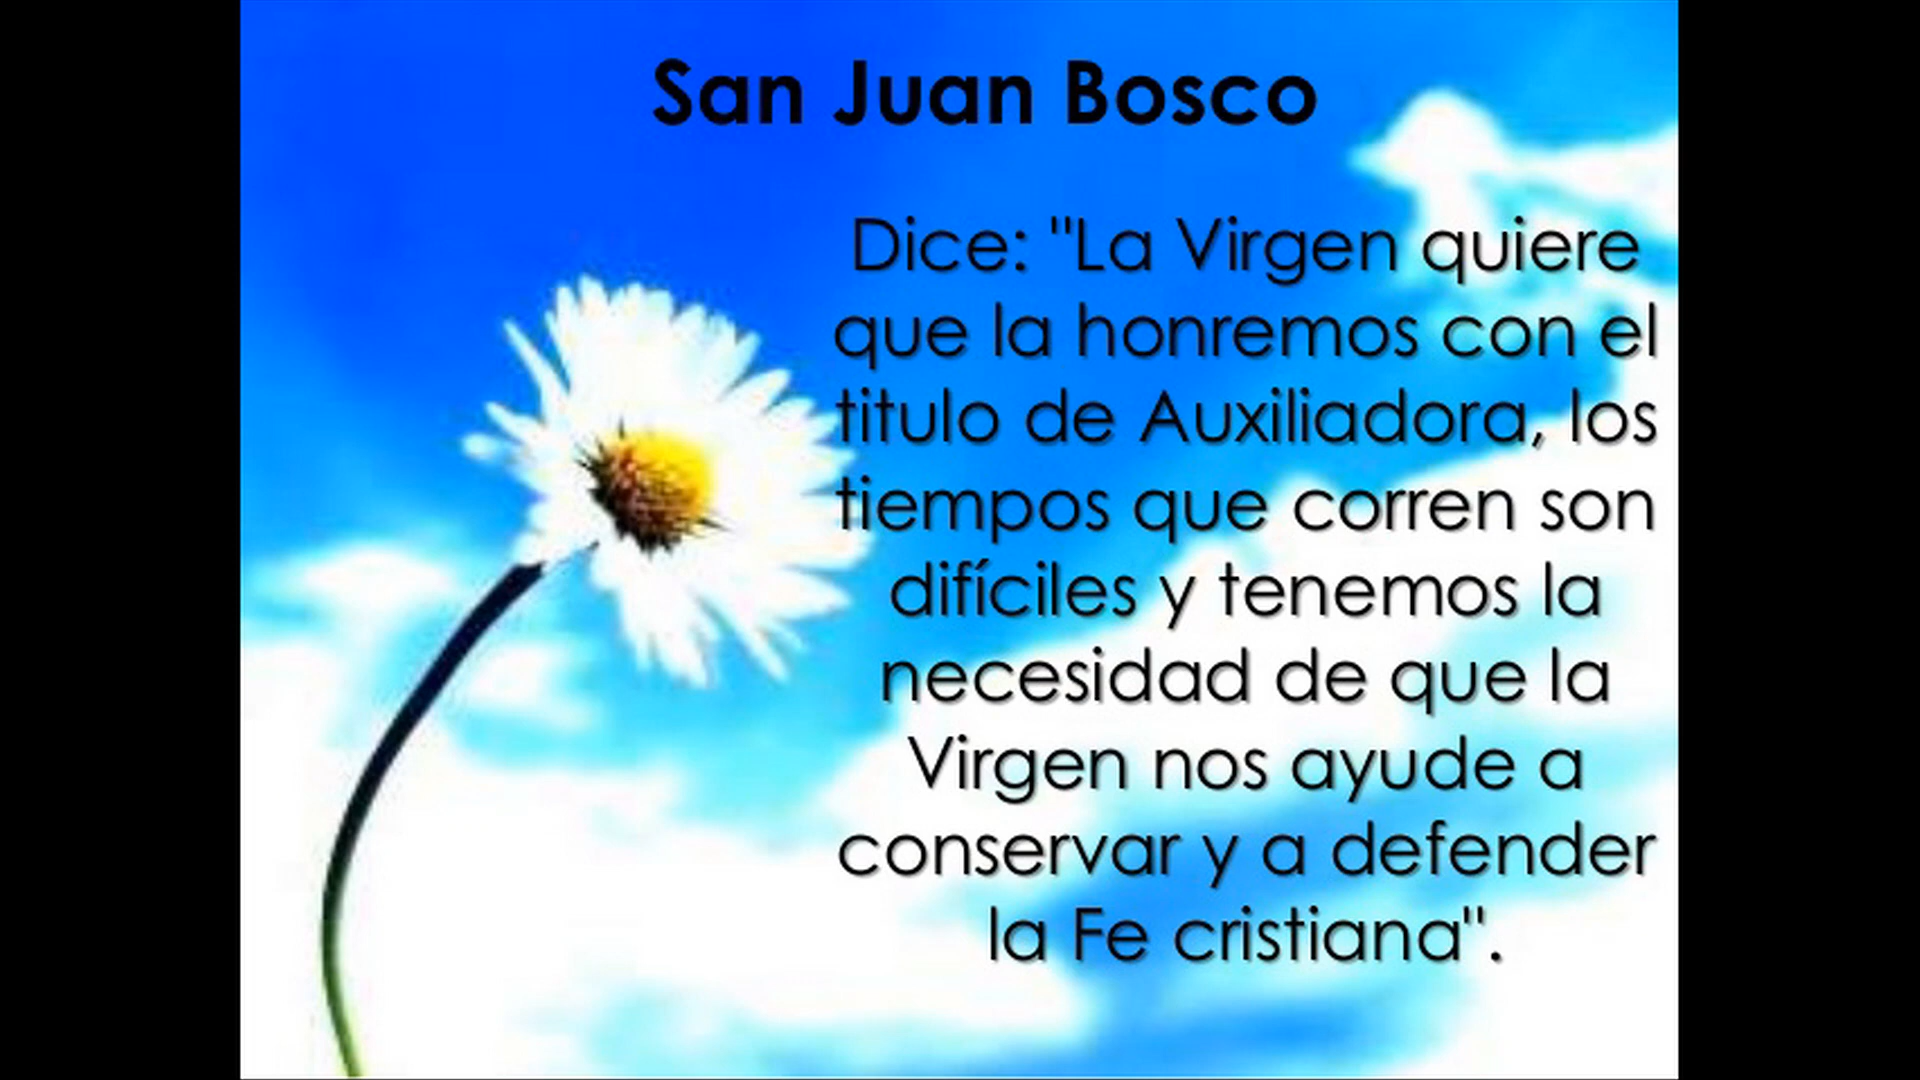 San Juan Bosco
Dice: "La Virgen quiere
que la honremos con el
titulo de Auxiliadora, los
tiempos que corren son
difíciles y tenemos la
necesidad de que la
Virgen nos ayude a
conservar y a defender
la Fe cristiana".